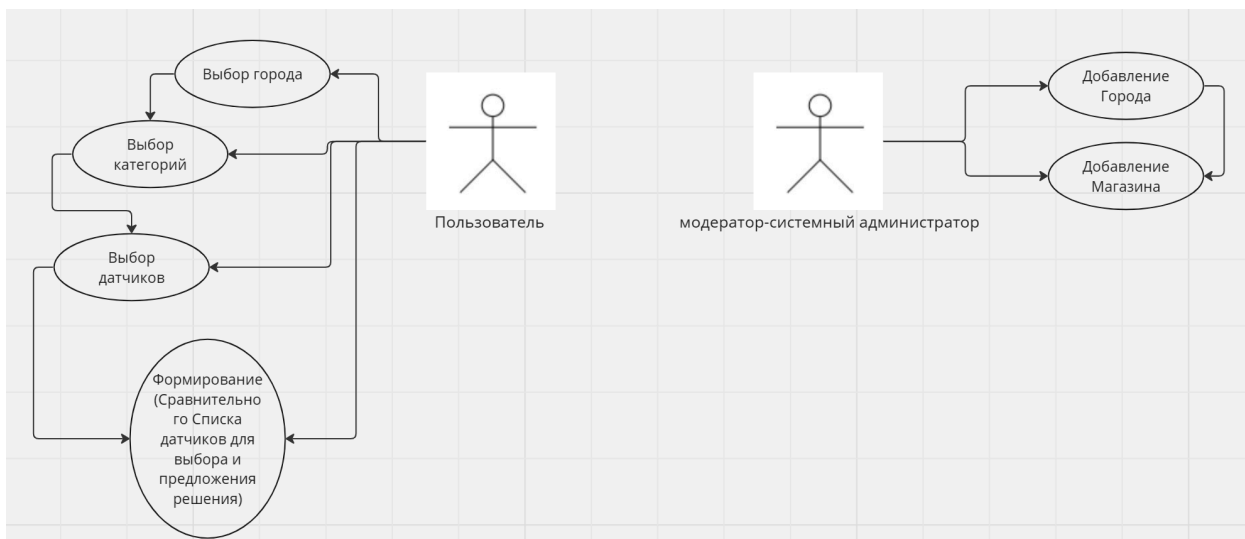 Выбор города
Выбор
категорий
Выбор
датчиков
Формирование
(Сравнительно
го Списка
датчиков для
выбора и
предложения
решения)
Пользователь
модератор-системный администратор
Добавление
Города
Добавление
Магазина